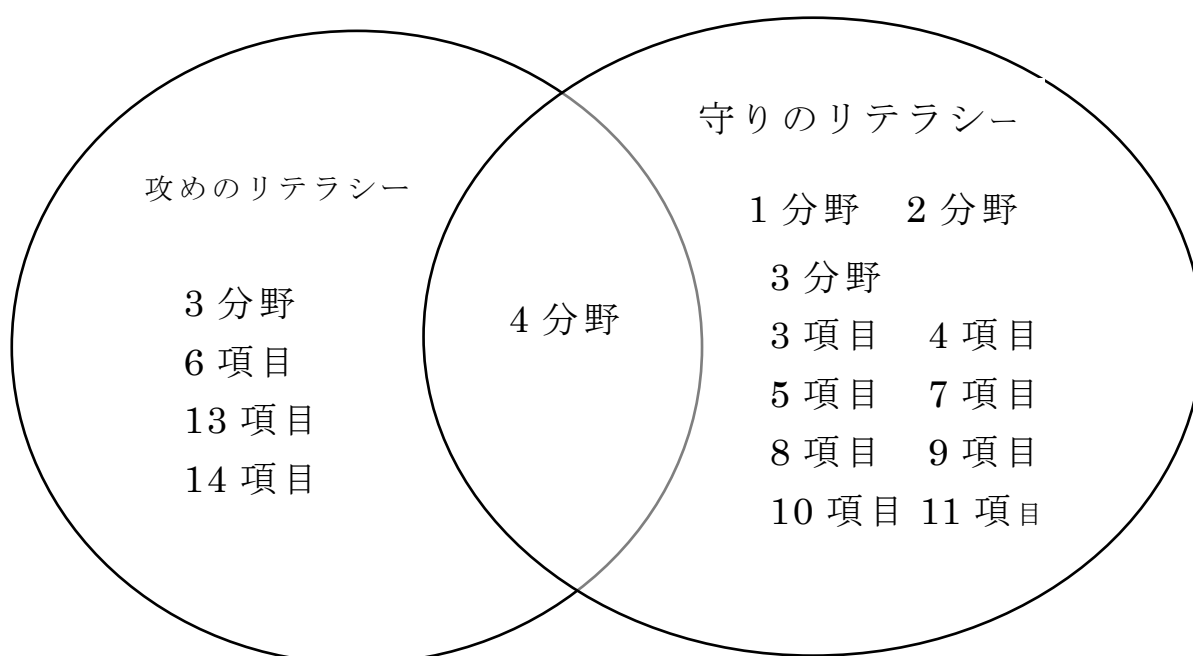 攻めのリテラシー
3 分野
6 項目
13 項目
14 項目
4 分野
守りのリテラシー
1 分野 2 分野
3 分野
3 項目 4 項目
5 項目 7 項目
8 項目 9 項目
10 項目 11 項目